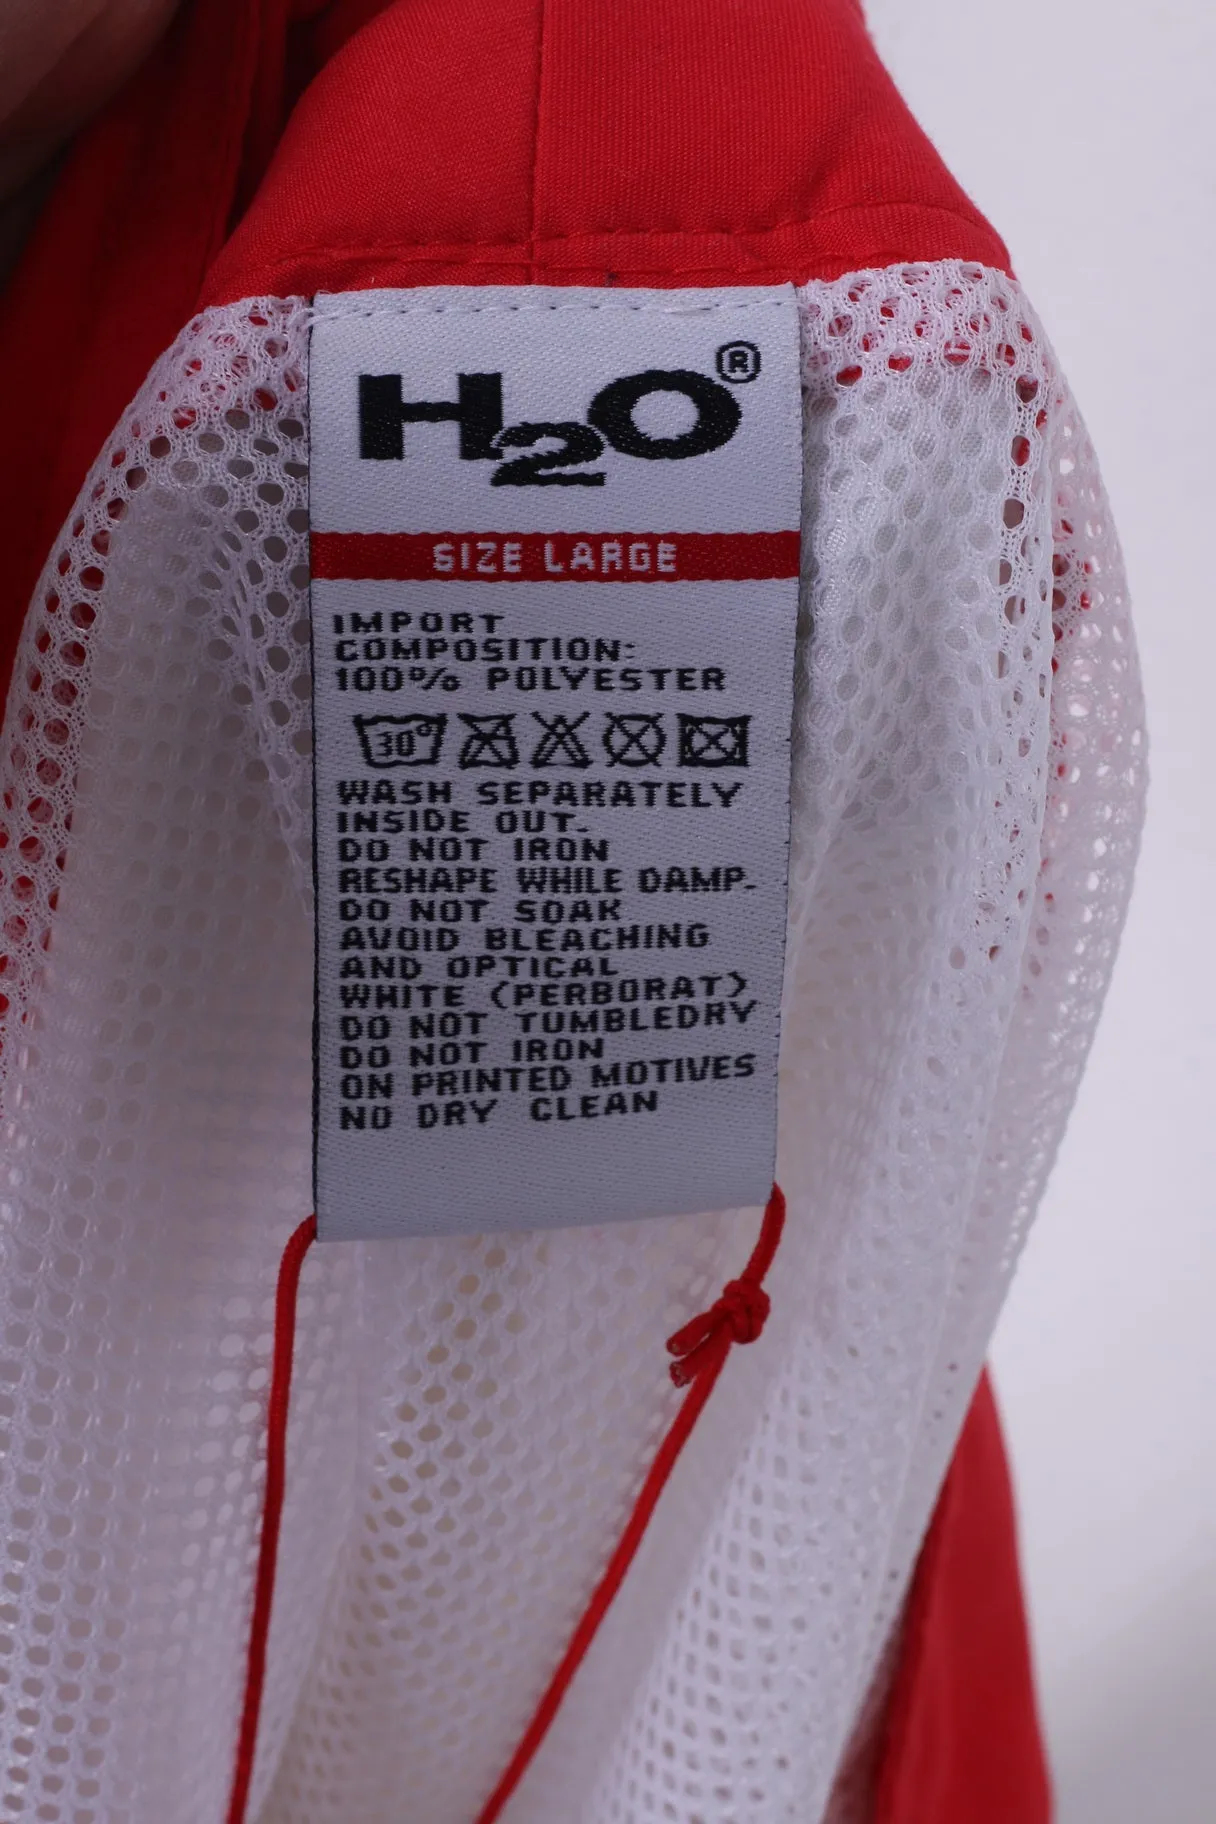 H2O®
SIZE LARGE
IMPORT
COMPOSITION:
100% POLYESTER
30°
WASH SEPARATELY
INSIDE OUT.
DO NOT IRON
RESHAPE WHILE DAMP.
DO NOT SOAK
AVOID BLEACHING
AND OPTICAL
WHITE (PERBORAT)
DO NOT TUMBLEDRY
DO NOT IRON
ON PRINTED MOTIVES
NO DRY CLEAN